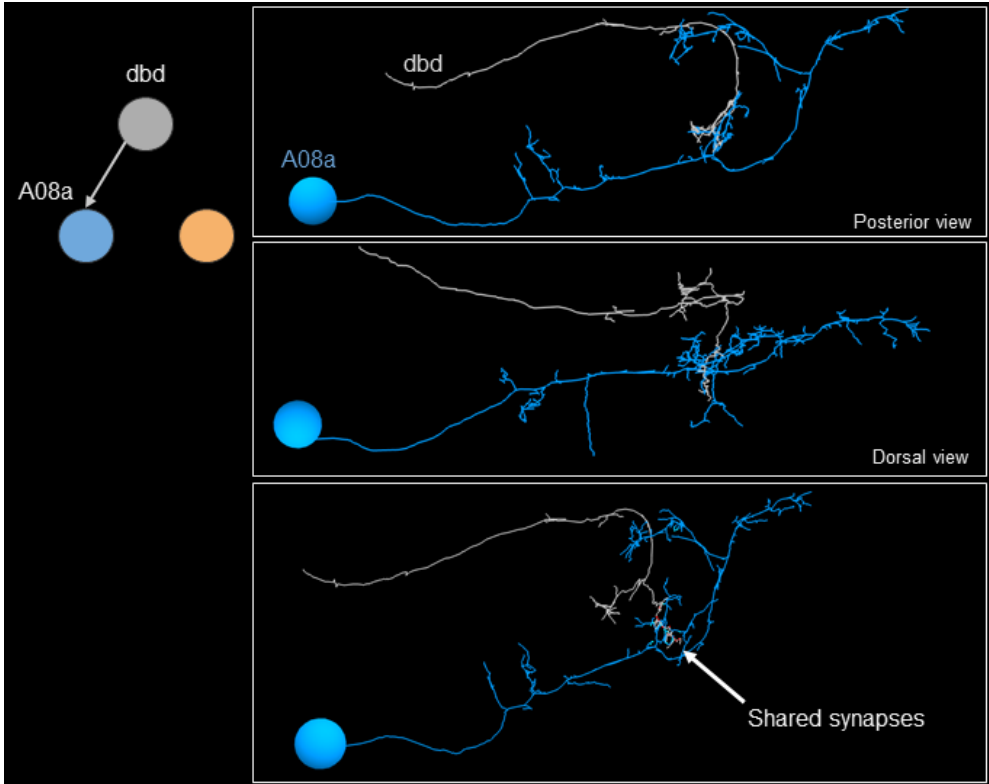 dbd
A08a
dbd
A08a
Posterior view
Dorsal view
Shared synapses